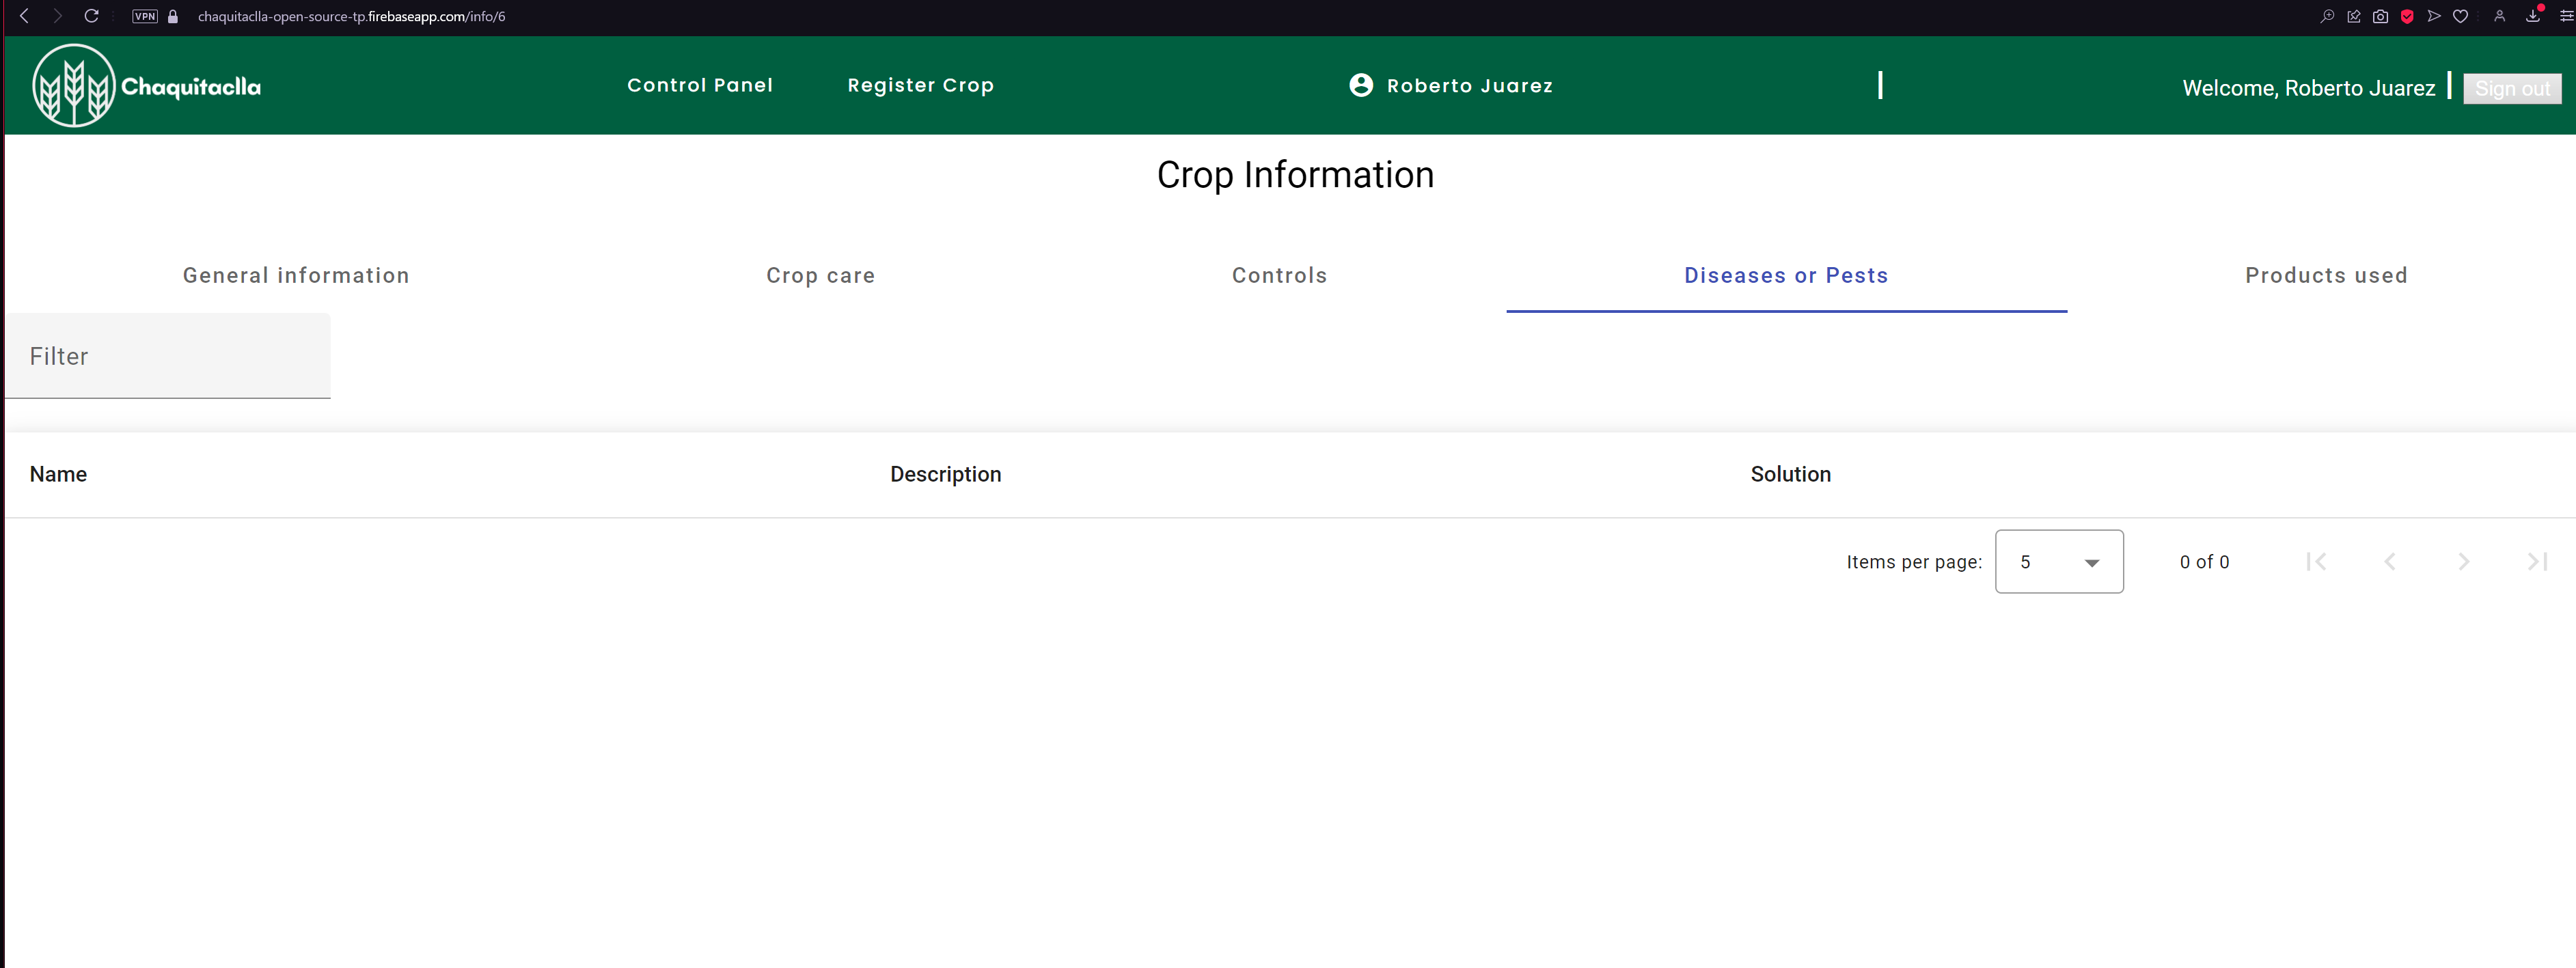 VPN chaquitaclla-open-source-tp.firebaseapp.com/info/6
Chaquitaclla Control Panel Register Crop Roberto Juarez | Welcome, Roberto Juarez | Sign out
Crop Information
General information Crop care Controls Diseases or Pests Products used
Filter
Name Description Solution
Items per page: 5 0 of 0